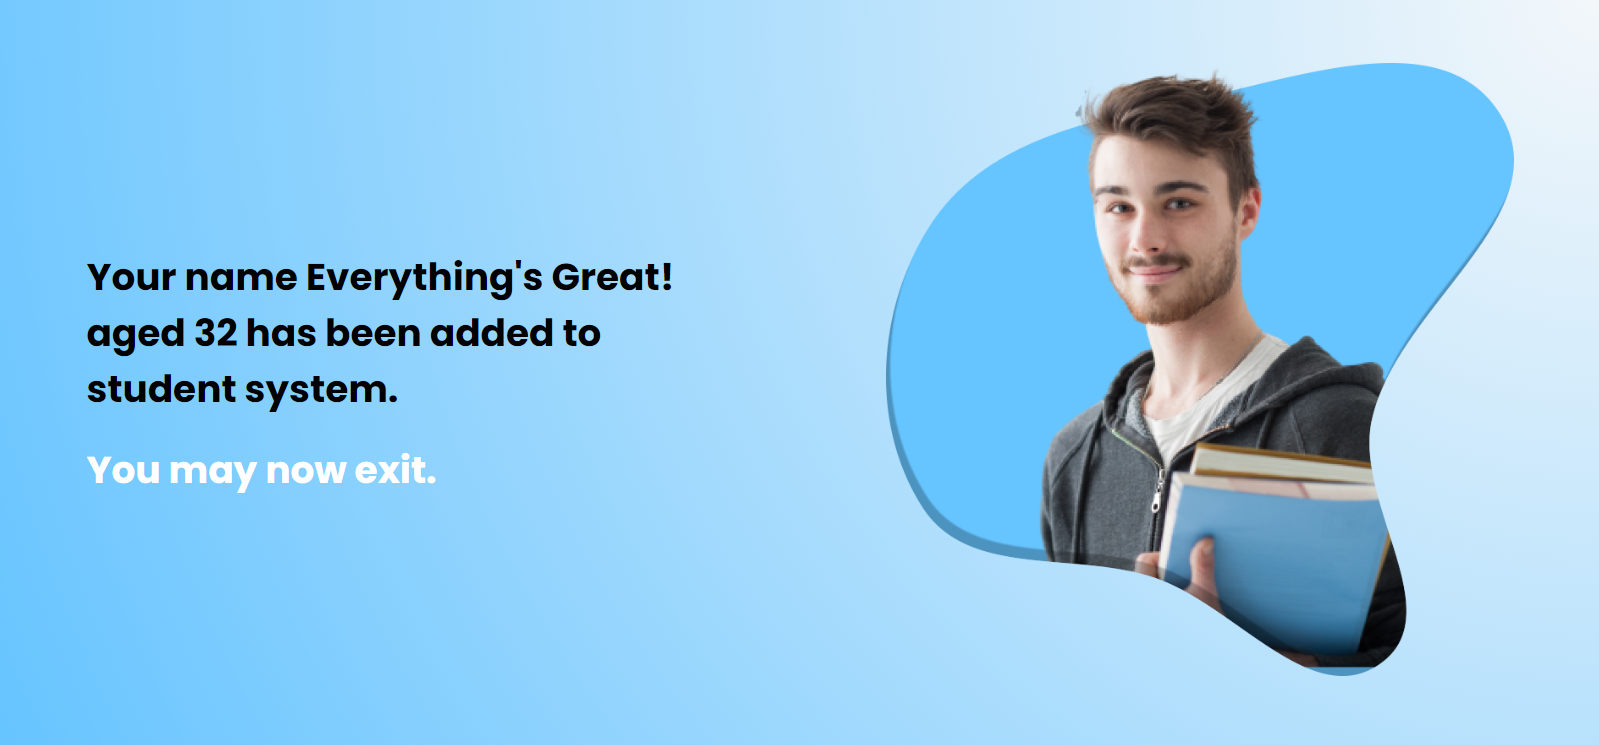 Your name Everything's Great!
aged 32 has been added to
student system.
You may now exit.